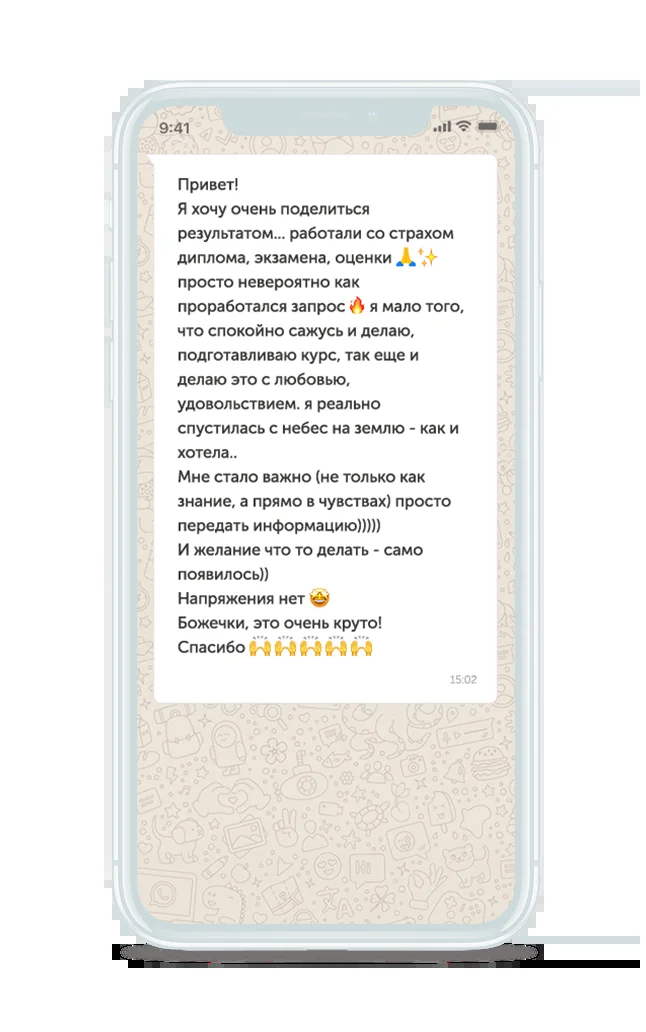 9:41
Привет!
Я хочу очень поделиться
результатом... работали со страхом
диплома, экзамена, оценки 🙏✨
просто невероятно как
проработался запрос 🔥 я мало того,
что спокойно сажусь и делаю,
подготавливаю курс, так еще и
делаю это с любовью,
удовольствием. я реально
спустилась с небес на землю - как и
хотела..
Мне стало важно (не только как
знание, а прямо в чувствах) просто
передать информацию)))))
И желание что то делать - само
появилось))
Напряжения нет 🤩
Божечки, это очень круто!
Спасибо 🙌🙌🙌🙌🙌
15:02
Hi